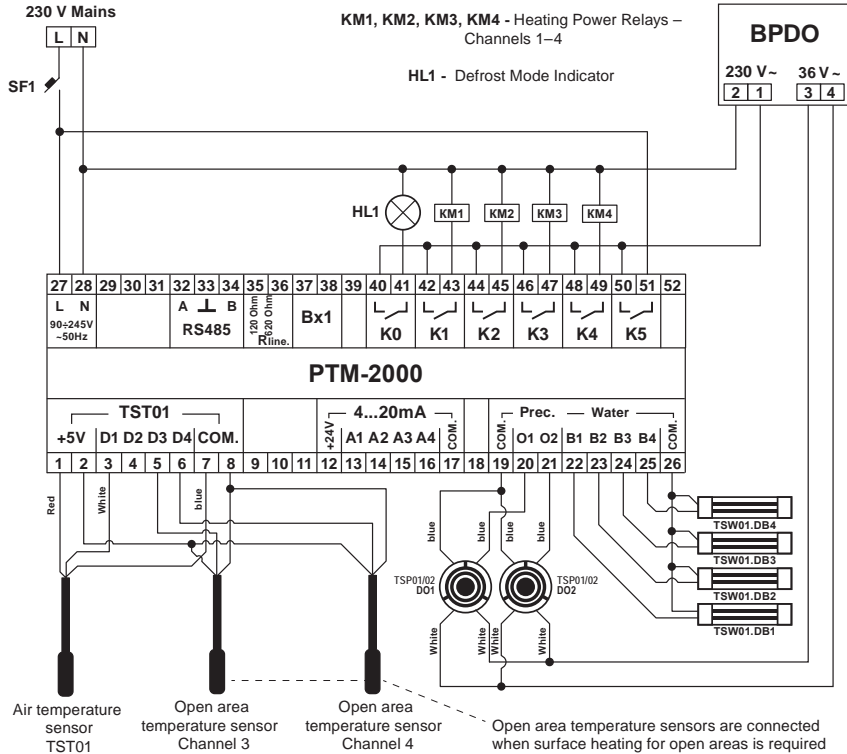 230 V Mains
L N
SF1
KM1, KM2, KM3, KM4 - Heating Power Relays –
Channels 1–4
HL1 - Defrost Mode Indicator
BPDO
230 V~ 36 V~
2 1 3 4
HL1 KM1 KM2 KM3 KM4
27 28 29 30 31 32 33 34 35 36 37 38 39 40 41 42 43 44 45 46 47 48 49 50 51 52
L N
90÷245V
~50Hz
A ⊥ B
RS485
120 Ohm
620 Ohm
Rline.
Bx1
K0 K1 K2 K3 K4 K5
PTM-2000
TST01
+5V D1 D2 D3 D4 COM.
4...20mA
+24V A1 A2 A3 A4 COM.
Prec. Water
COM. O1 O2 B1 B2 B3 B4 COM.
1 2 3 4 5 6 7 8 9 10 11 12 13 14 15 16 17 18 19 20 21 22 23 24 25 26
Red
White
blue
blue
blue
blue
blue
TSP01/02
DO1
TSP01/02
DO2
White
White
White
White
TSW01.DB4
TSW01.DB3
TSW01.DB2
TSW01.DB1
Air temperature
sensor
TST01
Open area
temperature sensor
Channel 3
Open area
temperature sensor
Channel 4
Open area temperature sensors are connected
when surface heating for open areas is required